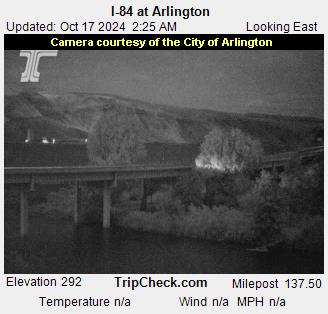 I-84 at Arlington
Updated: Oct 17 2024 2:25 AM Looking East
Camera courtesy of the City of Arlington
Elevation 292 TripCheck.com Milepost 137.50
Temperature n/a Wind n/a MPH n/a